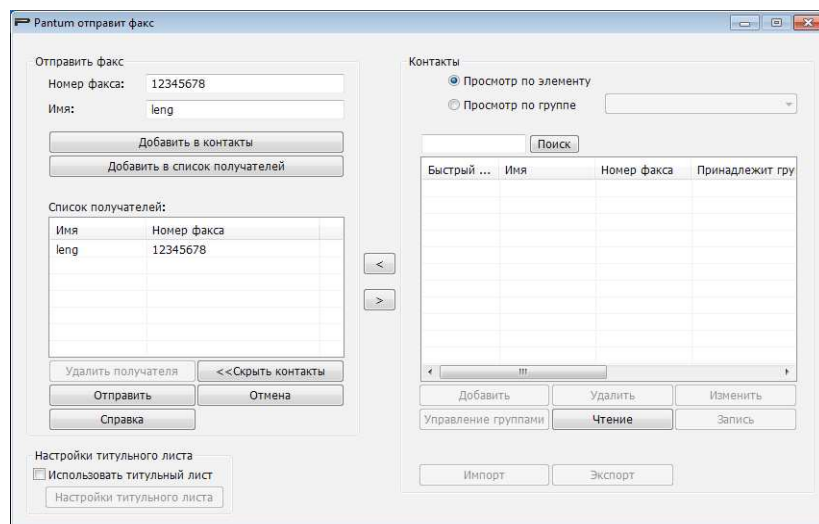 Pantum отправит факс
Отправить факс
Номер факса: 12345678
Имя: leng
Добавить в контакты
Добавить в список получателей
Список получателей:
Имя Номер факса
leng 12345678
Удалить получателя <<Скрыть контакты
Отправить Отмена
Справка
Настройки титульного листа
Использовать титульный лист
Настройки титульного листа
<
>
Контакты
Просмотр по элементу
Просмотр по группе
Поиск
Быстрый ... Имя Номер факса Принадлежит гру
Добавить Удалить Изменить
Управление группами Чтение Запись
Импорт Экспорт